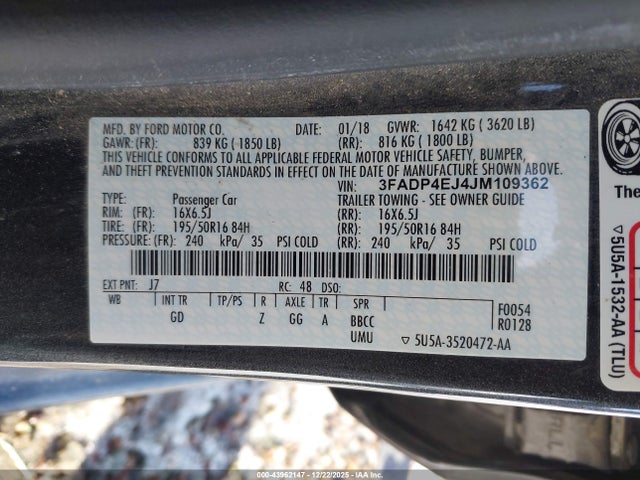 MFD. BY FORD MOTOR CO. DATE: 01/18 GVWR: 1642 KG ( 3620 LB)
GAWR: (FR): 839 KG ( 1850 LB) (RR): 816 KG ( 1800 LB)
THIS VEHICLE CONFORMS TO ALL APPLICABLE FEDERAL MOTOR VEHICLE SAFETY, BUMPER,
AND THEFT PREVENTION STANDARDS IN EFFECT ON THE DATE OF MANUFACTURE SHOWN ABOVE.
VIN: 3FADP4EJ4JM109362
TYPE: Passenger Car TRAILER TOWING - SEE OWNER GUIDE
RIM: (FR): 16X6.5J (RR): 16X6.5J
TIRE: (FR): 195/50R16 84H (RR): 195/50R16 84H
PRESSURE: (FR): 240 kPa/ 35 PSI COLD (RR): 240 kPa/ 35 PSI COLD
EXT PNT: J7 RC: 48 DSO:
WB INT TR TP/PS R AXLE TR SPR
GD Z GG A BBCC
UMU
F0054
R0128
▽ 5U5A-3520472-AA
The
▽5U5A-1532-AA (TLU)
000-43962147 - 12/22/2025 -